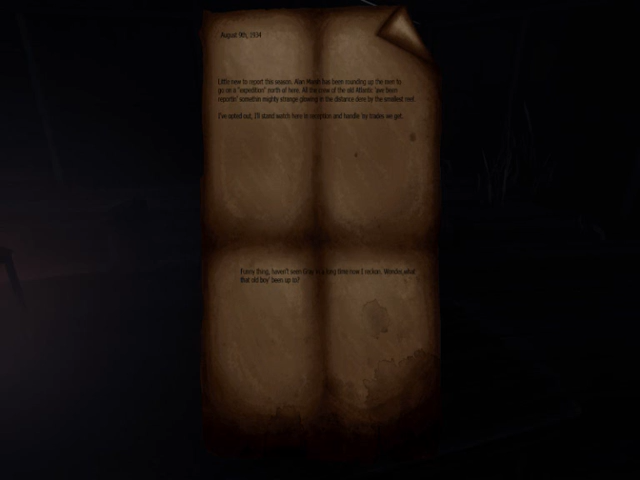 August 9th, 1934
Little new to report this season. Alan Marsh has been rounding up the men to
go on a "expedition" north of here. All the crew of the old Atlantic 'ave been
reportin' somethin mighty strange glowing in the distance down by the smallest reef.
I've opted out, I'll stand watch here in reception and handle 'ny trades we get.
Funny thing, haven't seen Gray in a long time now I reckon. Wonder what
that old boy' been up to?